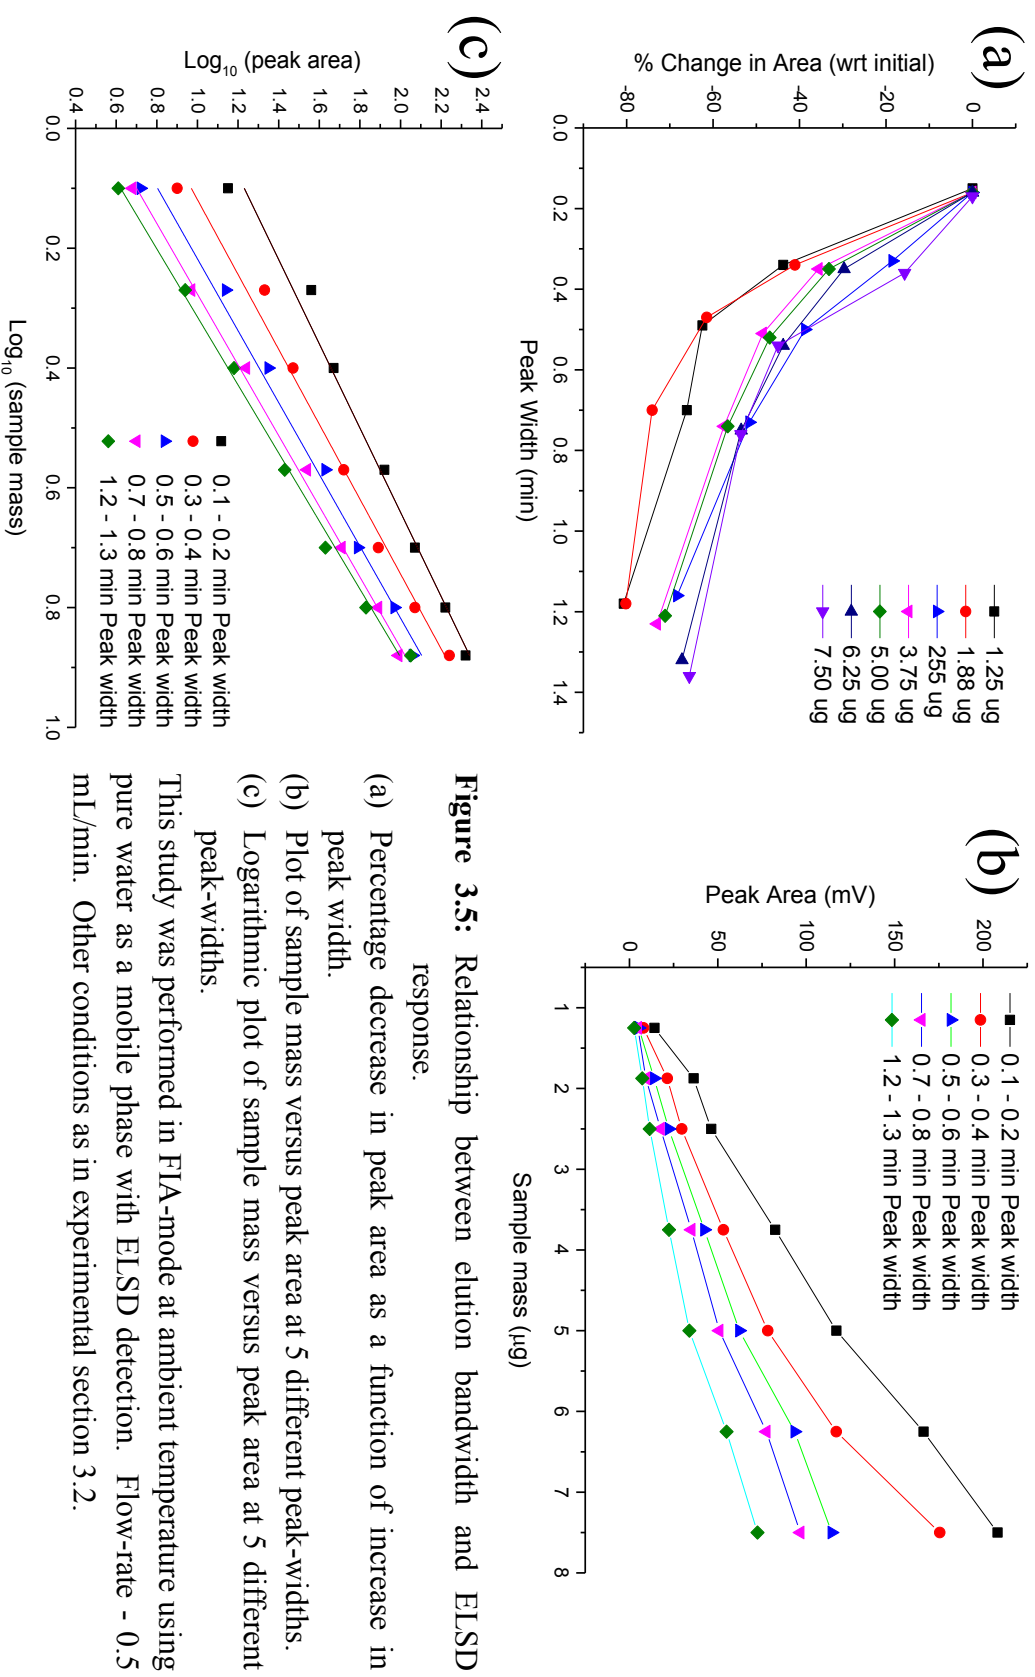 (a)
% Change in Area (wrt initial)
0
-20
-40
-60
-80
0.0
0.2
0.4
0.6
0.8
1.0
1.2
1.4
Peak Width (min)
1.25 ug
1.88 ug
255 ug
3.75 ug
5.00 ug
6.25 ug
7.50 ug
(b)
Peak Area (mV)
200
150
100
50
0
1
2
3
4
5
6
7
8
Sample mass (µg)
0.1 - 0.2 min Peak width
0.3 - 0.4 min Peak width
0.5 - 0.6 min Peak width
0.7 - 0.8 min Peak width
1.2 - 1.3 min Peak width
(c)
Log10 (peak area)
2.4
2.2
2.0
1.8
1.6
1.4
1.2
1.0
0.8
0.6
0.4
0.0
0.2
0.4
0.6
0.8
1.0
Log10 (sample mass)
0.1 - 0.2 min Peak width
0.3 - 0.4 min Peak width
0.5 - 0.6 min Peak width
0.7 - 0.8 min Peak width
1.2 - 1.3 min Peak width
Figure 3.5: Relationship between elution bandwidth and ELSD
response.
(a) Percentage decrease in peak area as a function of increase in
peak width.
(b) Plot of sample mass versus peak area at 5 different peak-widths.
(c) Logarithmic plot of sample mass versus peak area at 5 different
peak-widths.
This study was performed in FIA-mode at ambient temperature using
pure water as a mobile phase with ELSD detection. Flow-rate - 0.5
mL/min. Other conditions as in experimental section 3.2.